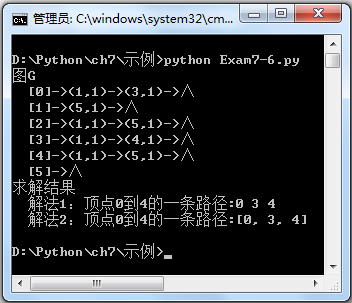 管理员: C:\windows\system32\cm...
D:\Python\ch7\示例>python Exam7-6.py
图G
[0]->(1,1)->(3,1)->∧
[1]->(5,1)->∧
[2]->(1,1)->(5,1)->∧
[3]->(1,1)->(4,1)->∧
[4]->(1,1)->(5,1)->∧
[5]->∧
求解结果
解法1: 顶点0到4的一条路径:0 3 4
解法2: 顶点0到4的一条路径:[0, 3, 4]
D:\Python\ch7\示例>